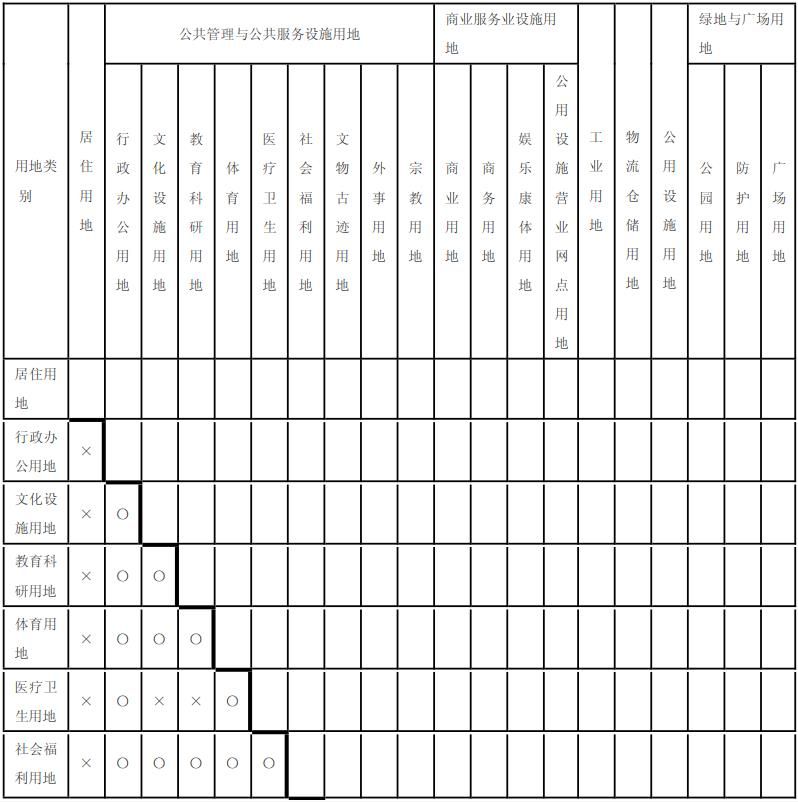 公共管理与公共服务设施用地
商业服务业设施用
地
绿地与广场用
地
用地类
别
居住用地
行政办公用地
文化设施用地
教育科研用地
体育用地
医疗卫生用地
社会福利用地
文物古迹用地
外事用地
宗教用地
商业用地
商务用地
娱乐康体用地
公用设施营业网点用地
工业用地
物流仓储用地
公用设施用地
公园用地
防护用地
广场用地
居住用
地
行政办
公用地
×
文化设
施用地
× ○
教育科
研用地
× ○ ○
体育用
地
× ○ ○ ○
医疗卫
生用地
× ○ × × ○
社会福
利用地
× ○ ○ ○ ○ ○